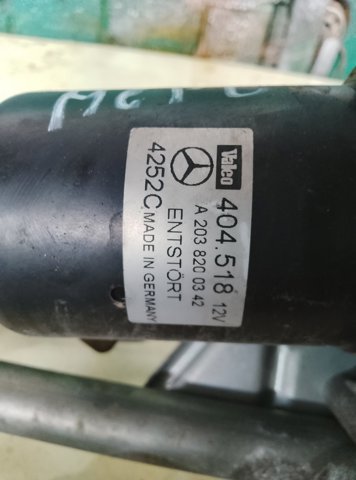 Valeo
404.518 12V
A 203 820 03 42
ENTSTÖRT
4252C MADE IN GERMANY